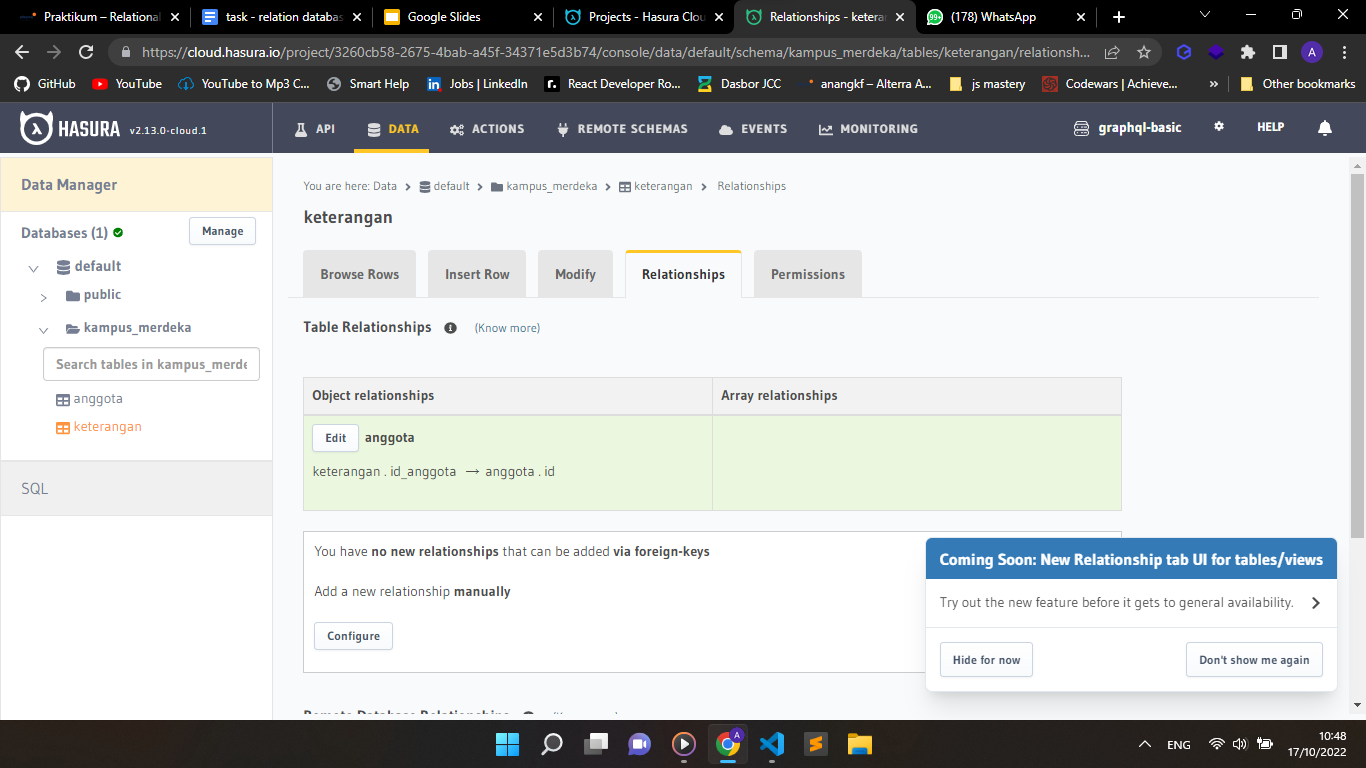 Praktikum – Relational
task - relation databas
Google Slides
Projects - Hasura Clou
Relationships - keteran
(178) WhatsApp
https://cloud.hasura.io/project/3260cb58-2675-4bab-a45f-34371e5d3b74/console/data/default/schema/kampus_merdeka/tables/keterangan/relationsh...
GitHub YouTube YouTube to Mp3 C... Smart Help Jobs | LinkedIn React Developer Ro... Dasbor JCC anangkf – Alterra A... js mastery Codewars | Achieve... » Other bookmarks
HASURA v2.13.0-cloud.1 API DATA ACTIONS REMOTE SCHEMAS EVENTS MONITORING graphql-basic HELP
Data Manager
Databases (1) Manage
default
public
kampus_merdeka
Search tables in kampus_merde
anggota
keterangan
SQL
You are here: Data > default > kampus_merdeka > keterangan > Relationships
keterangan
Browse Rows Insert Row Modify Relationships Permissions
Table Relationships (Know more)
Object relationships Array relationships
Edit anggota
keterangan . id_anggota → anggota . id
You have no new relationships that can be added via foreign-keys
Add a new relationship manually
Configure
Coming Soon: New Relationship tab UI for tables/views
Try out the new feature before it gets to general availability.
Hide for now Don't show me again
ENG
10:48
17/10/2022